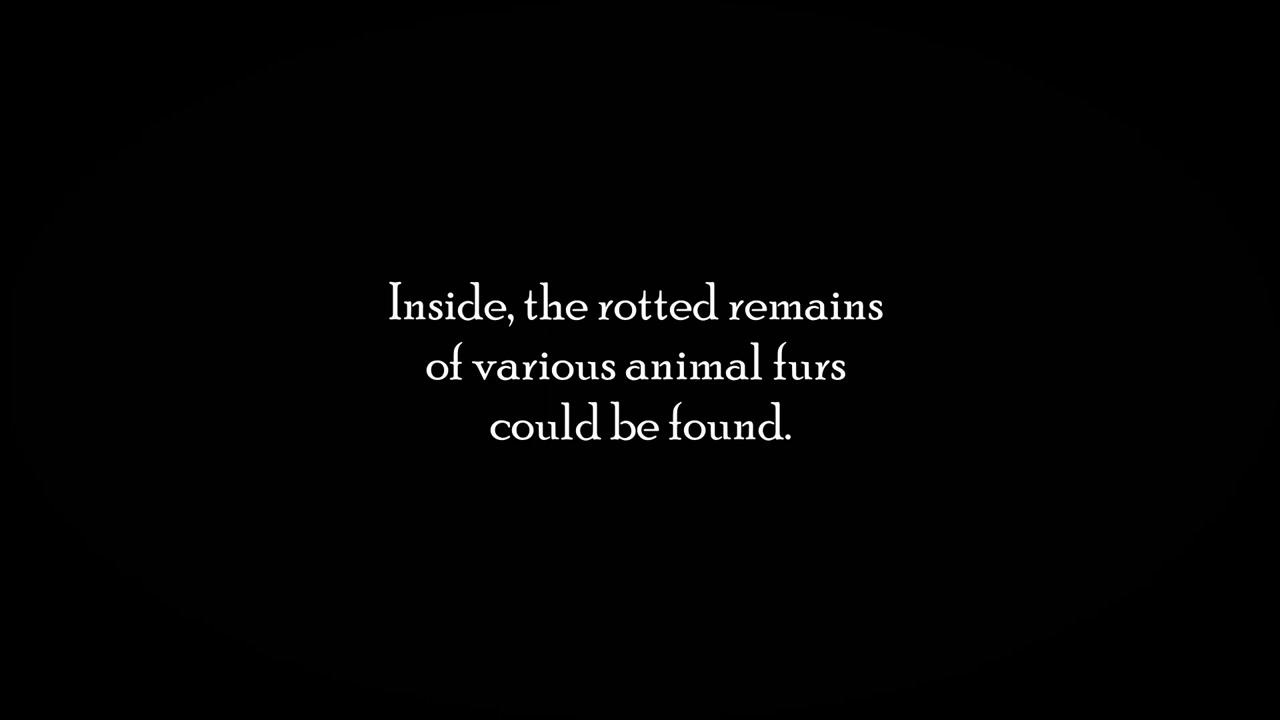 Inside, the rotted remains
of various animal furs
could be found.